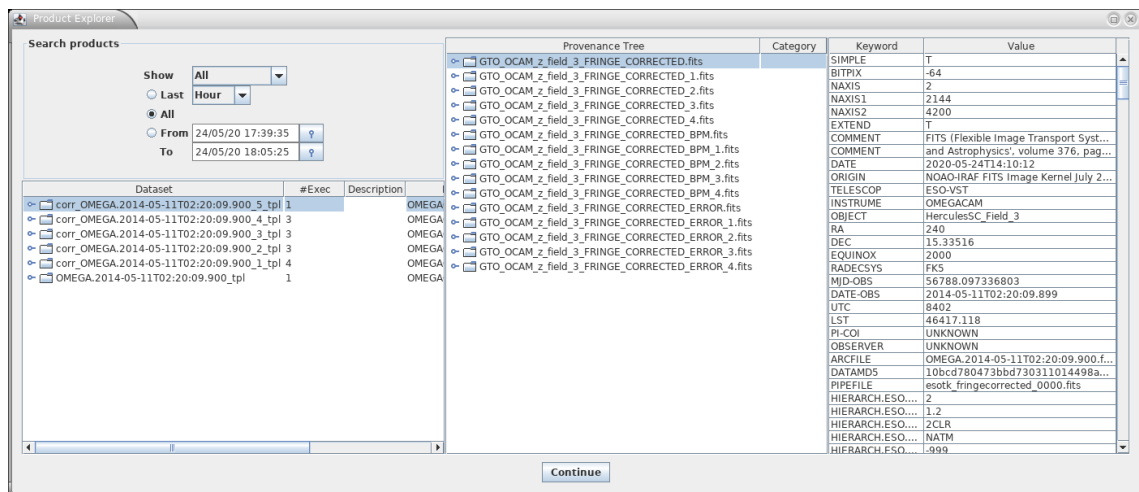 Product Explorer
Search products
Show All
Last Hour
All
From 24/05/20 17:39:35
To 24/05/20 18:05:25
Dataset #Exec Description
corr_OMEGA.2014-05-11T02:20:09.900_5_tpl 1 OMEGA
corr_OMEGA.2014-05-11T02:20:09.900_4_tpl 3 OMEGA
corr_OMEGA.2014-05-11T02:20:09.900_3_tpl 3 OMEGA
corr_OMEGA.2014-05-11T02:20:09.900_2_tpl 3 OMEGA
corr_OMEGA.2014-05-11T02:20:09.900_1_tpl 4 OMEGA
OMEGA.2014-05-11T02:20:09.900_tpl 1 OMEGA
Provenance Tree Category
GTO_OCAM_z_field_3_FRINGE_CORRECTED.fits
GTO_OCAM_z_field_3_FRINGE_CORRECTED_1.fits
GTO_OCAM_z_field_3_FRINGE_CORRECTED_2.fits
GTO_OCAM_z_field_3_FRINGE_CORRECTED_3.fits
GTO_OCAM_z_field_3_FRINGE_CORRECTED_4.fits
GTO_OCAM_z_field_3_FRINGE_CORRECTED_BPM.fits
GTO_OCAM_z_field_3_FRINGE_CORRECTED_BPM_1.fits
GTO_OCAM_z_field_3_FRINGE_CORRECTED_BPM_2.fits
GTO_OCAM_z_field_3_FRINGE_CORRECTED_BPM_3.fits
GTO_OCAM_z_field_3_FRINGE_CORRECTED_BPM_4.fits
GTO_OCAM_z_field_3_FRINGE_CORRECTED_ERROR.fits
GTO_OCAM_z_field_3_FRINGE_CORRECTED_ERROR_1.fits
GTO_OCAM_z_field_3_FRINGE_CORRECTED_ERROR_2.fits
GTO_OCAM_z_field_3_FRINGE_CORRECTED_ERROR_3.fits
GTO_OCAM_z_field_3_FRINGE_CORRECTED_ERROR_4.fits
Keyword Value
SIMPLE T
BITPIX -64
NAXIS 2
NAXIS1 2144
NAXIS2 4200
EXTEND T
COMMENT FITS (Flexible Image Transport Syst...
COMMENT and Astrophysics', volume 376, pag...
DATE 2020-05-24T14:10:12
ORIGIN NOAO-IRAF FITS Image Kernel July 2...
TELESCOP ESO-VST
INSTRUME OMEGACAM
OBJECT HerculesSC_Field_3
RA 240
DEC 15.33516
EQUINOX 2000
RADECSYS FK5
MJD-OBS 56788.097336803
DATE-OBS 2014-05-11T02:20:09.899
UTC 8402
LST 46417.118
PI-COI UNKNOWN
OBSERVER UNKNOWN
ARCFILE OMEGA.2014-05-11T02:20:09.900.f...
DATAMD5 10bcd780473bbd730311014498a...
PIPEFILE esotk_fringecorrected_0000.fits
HIERARCH.ESO.... 2
HIERARCH.ESO.... 1.2
HIERARCH.ESO.... 2CLR
HIERARCH.ESO.... NATM
HIERARCH.ESO.... -999
Continue